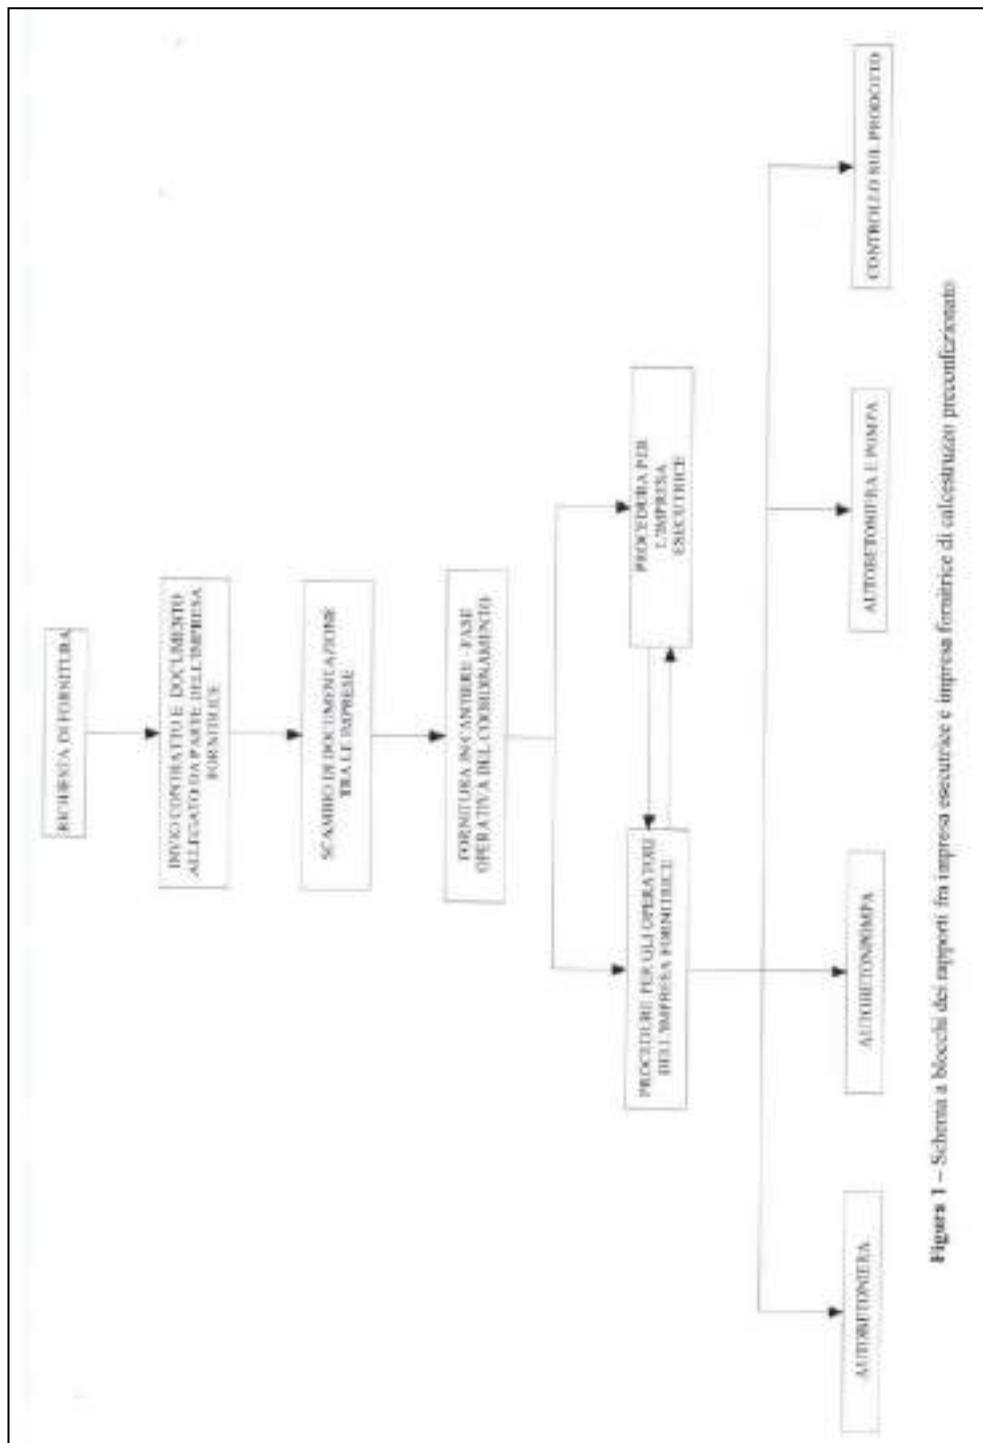 RICHIESTA DI FORNITURA
INVIO CONTRATTO E DOCUMENTO
ALLEGATO DA PARTE DELL'IMPRESA
FORNITRICE
SCAMBIO DI DOCUMENTAZIONE
TRA LE IMPRESE
FORNITURA IN CANTIERE - FASE
OPERATIVA DEL COORDINAMENTO
PROCEDURE PER GLI OPERATORI
DELL'IMPRESA FORNITRICE
PROCEDURA PER
L'IMPRESA
ESECUTRICE
AUTOBETONIERA
AUTOBETONPOMPA
AUTOBETONIERA E POMPA
CONTROLLO SUL PRODOTTO
Figura 1 – Schema a blocchi dei rapporti fra impresa esecutrice e impresa fornitrice di calcestruzzo preconfezionato